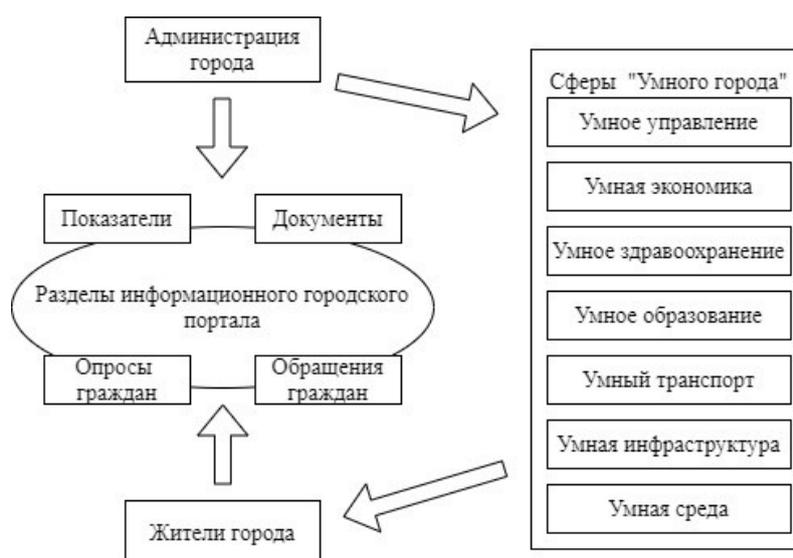 Администрация
города
Сферы "Умного города"
Умное управление
Умная экономика
Умное здравоохранение
Умное образование
Умный транспорт
Умная инфраструктура
Умная среда
Показатели
Документы
Разделы информационного городского
портала
Опросы
граждан
Обращения
граждан
Жители города